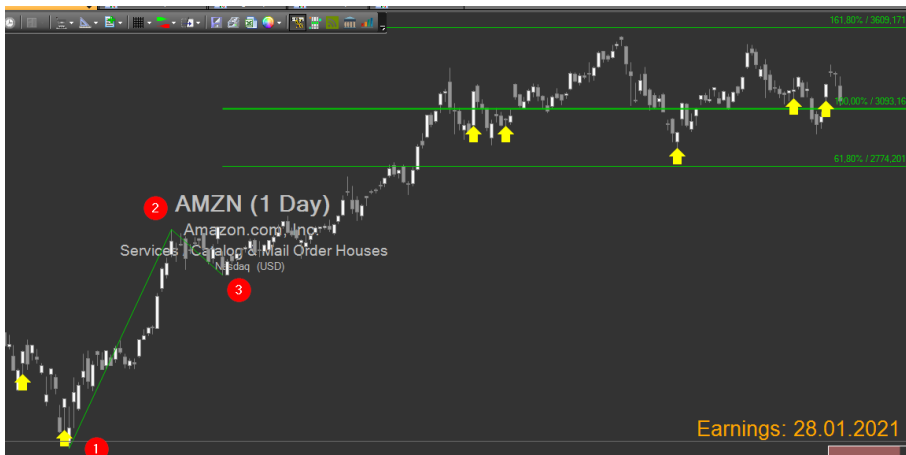 161,80% / 3609,171
100,00% / 3093,16
61,80% / 2774,201
2
AMZN (1 Day)
Amazon.com, Inc.
Services / Catalog & Mail Order Houses
Nasdaq (USD)
3
Earnings: 28.01.2021
1